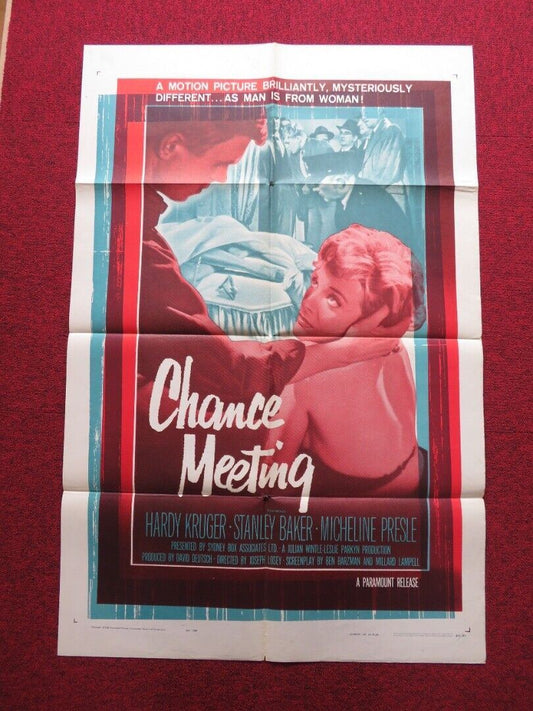 A MOTION PICTURE BRILLIANTLY, MYSTERIOUSLY
DIFFERENT...AS MAN IS FROM WOMAN!
Chance
Meeting
HARDY KRUGER · STANLEY BAKER · MICHELINE PRESLE
PRESENTED BY SYDNEY BOX ASSOCIATES LTD. A JULIAN WINTLE-LESLIE PARKYN PRODUCTION
PRODUCED BY DAVID DEUTSCH · DIRECTED BY JOSEPH LOSEY · SCREENPLAY BY BEN BARZMAN AND MILLARD LAMPELL
A PARAMOUNT RELEASE